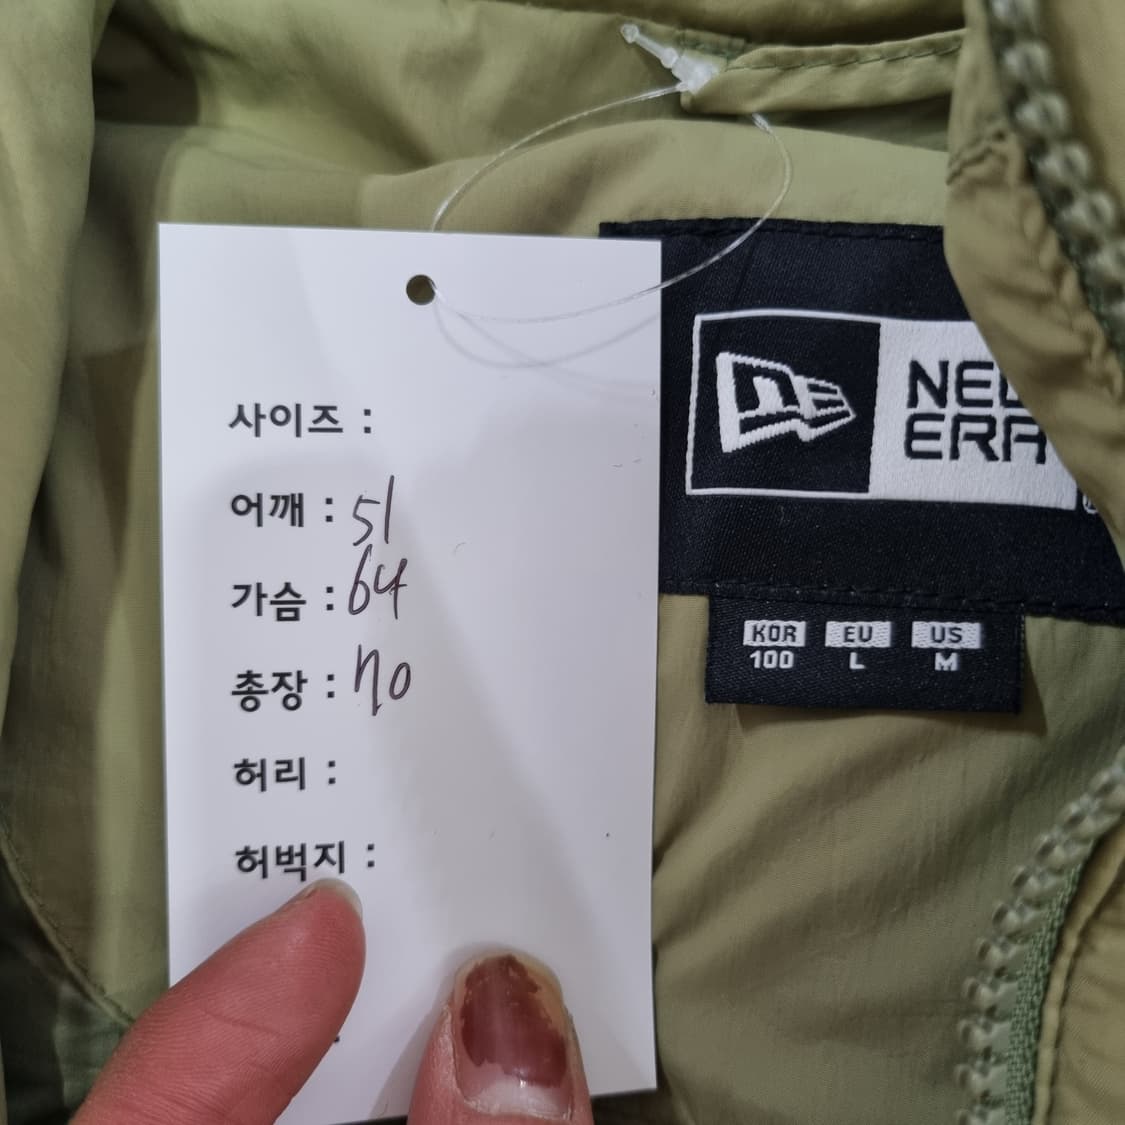 사이즈 :
어깨 : 51
가슴 : 64
총장 : 70
허리 :
허벅지 :
NEW
ERA
KOR EU US
100 L M